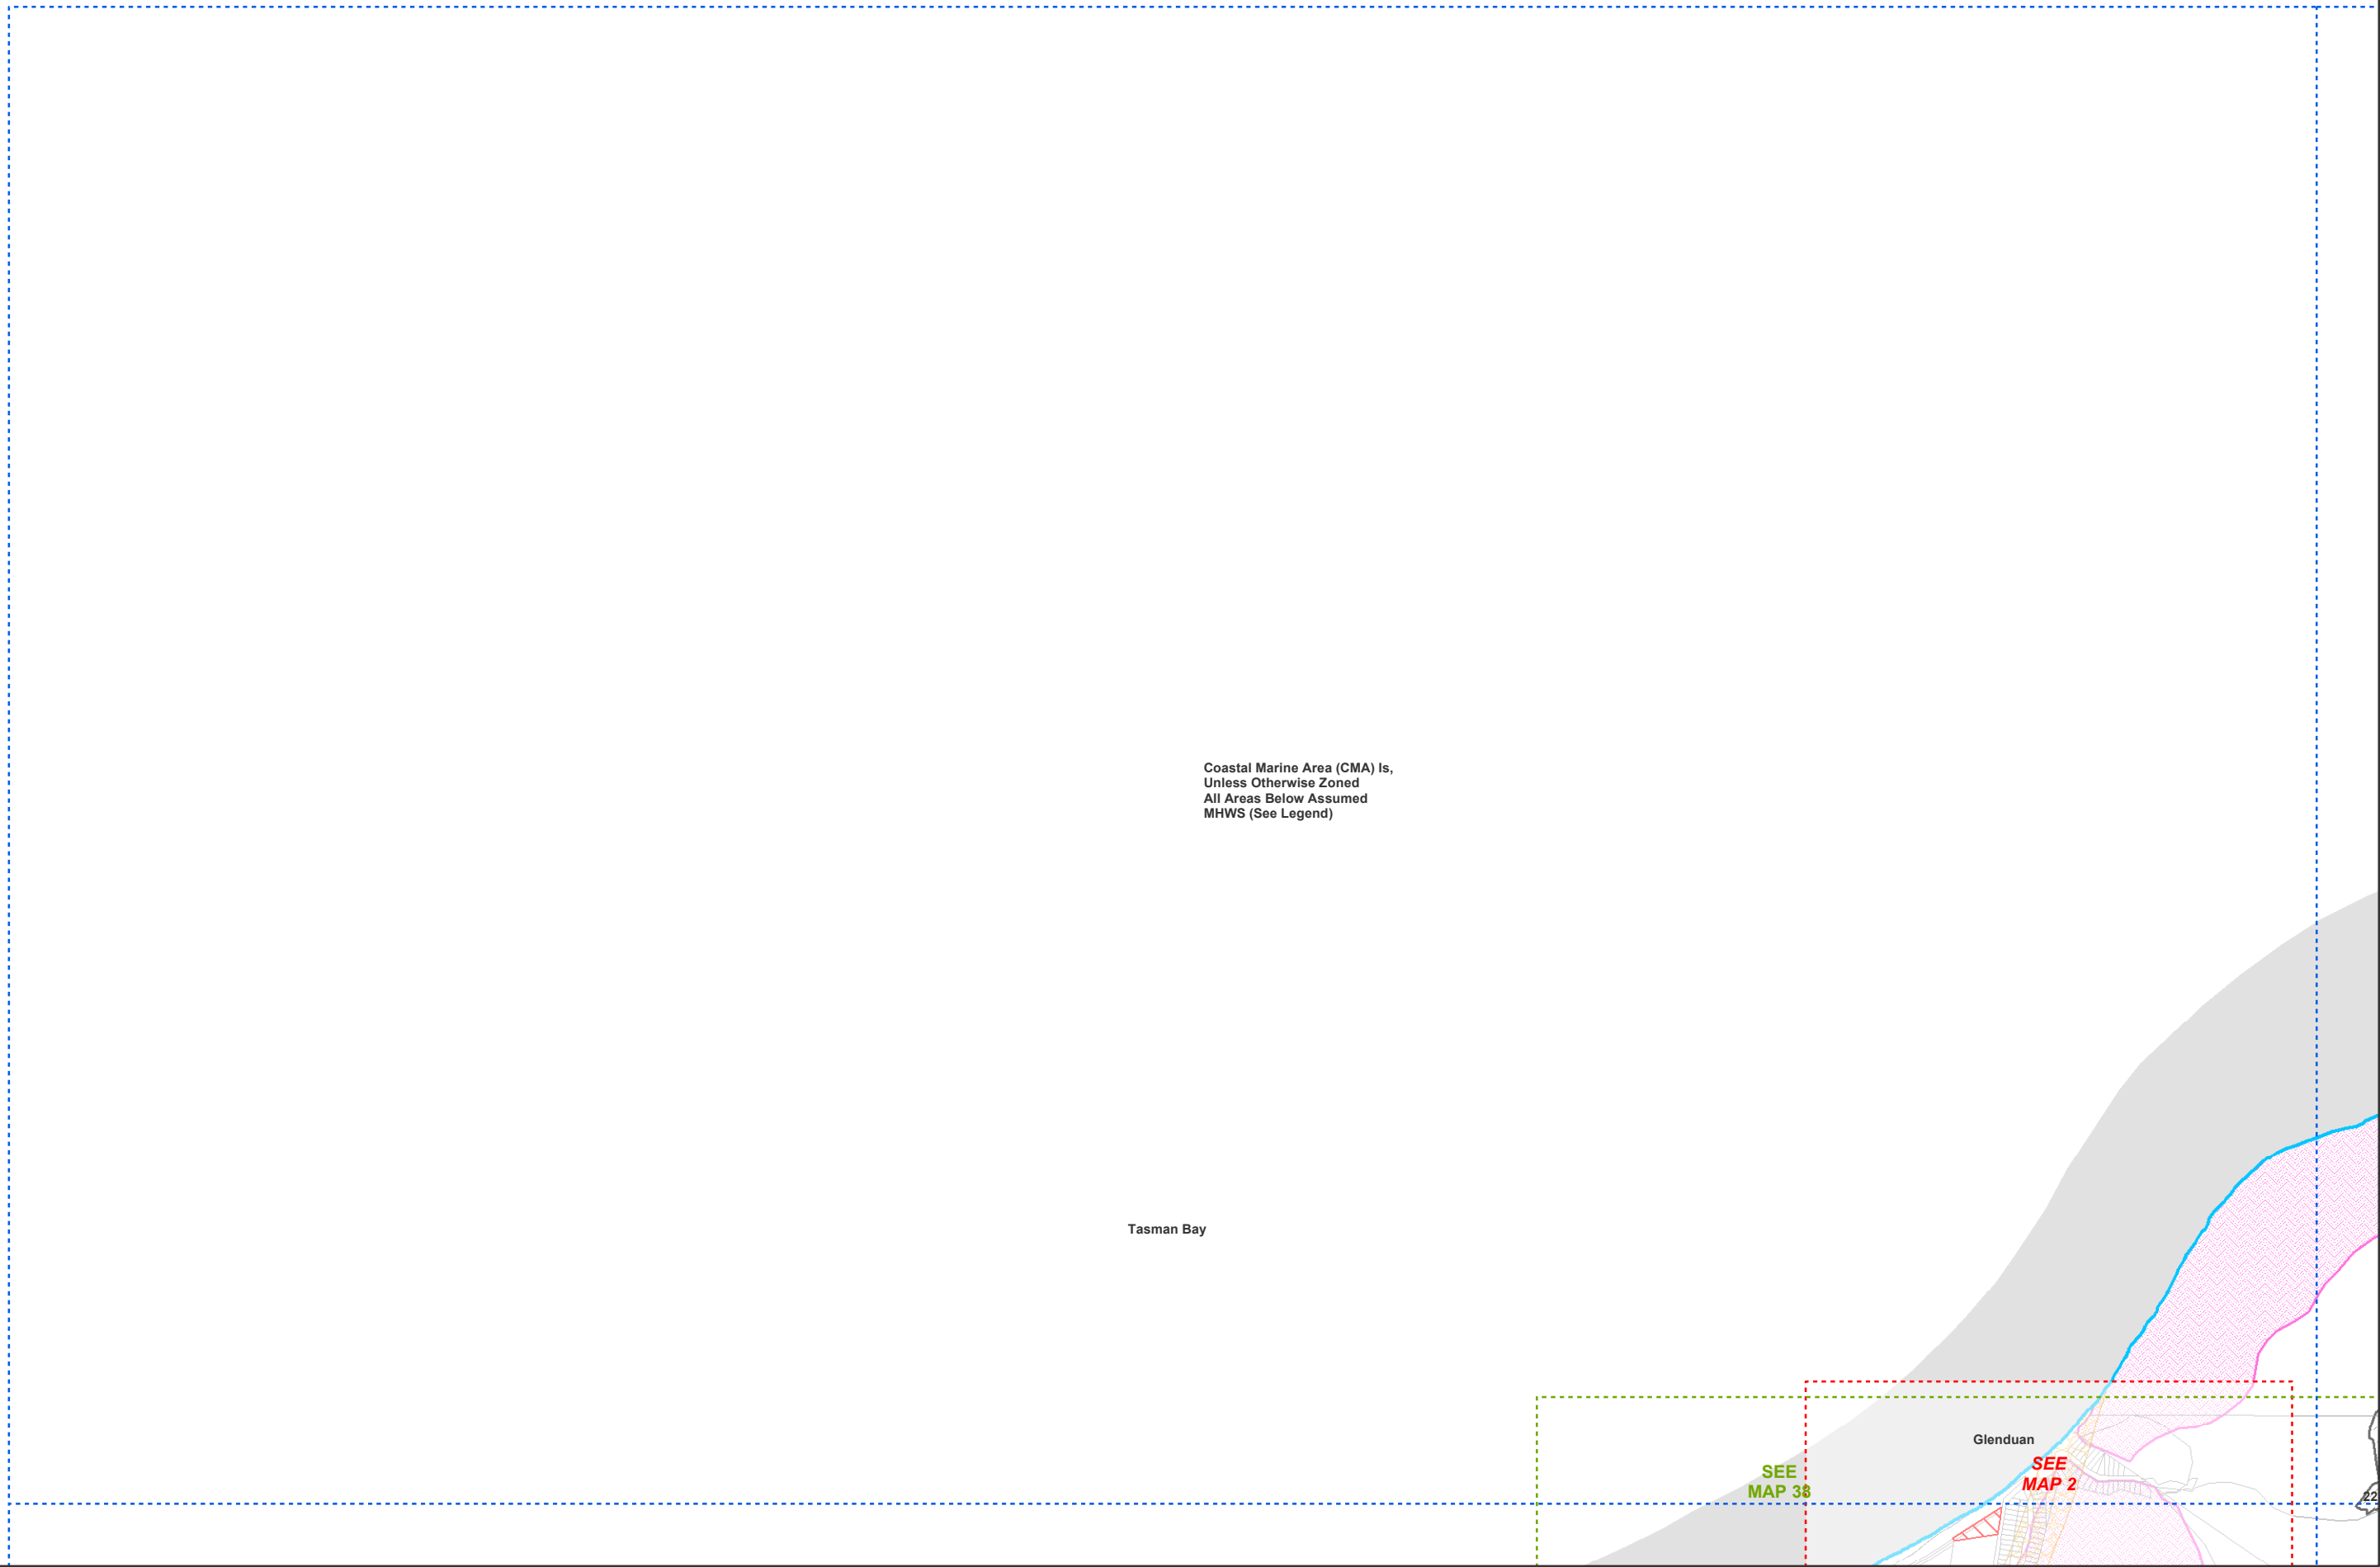 Coastal Marine Area (CMA) Is,
Unless Otherwise Zoned
All Areas Below Assumed
MHWS (See Legend)
Tasman Bay
Glenduan
SEE
MAP 2
SEE
MAP 38
22